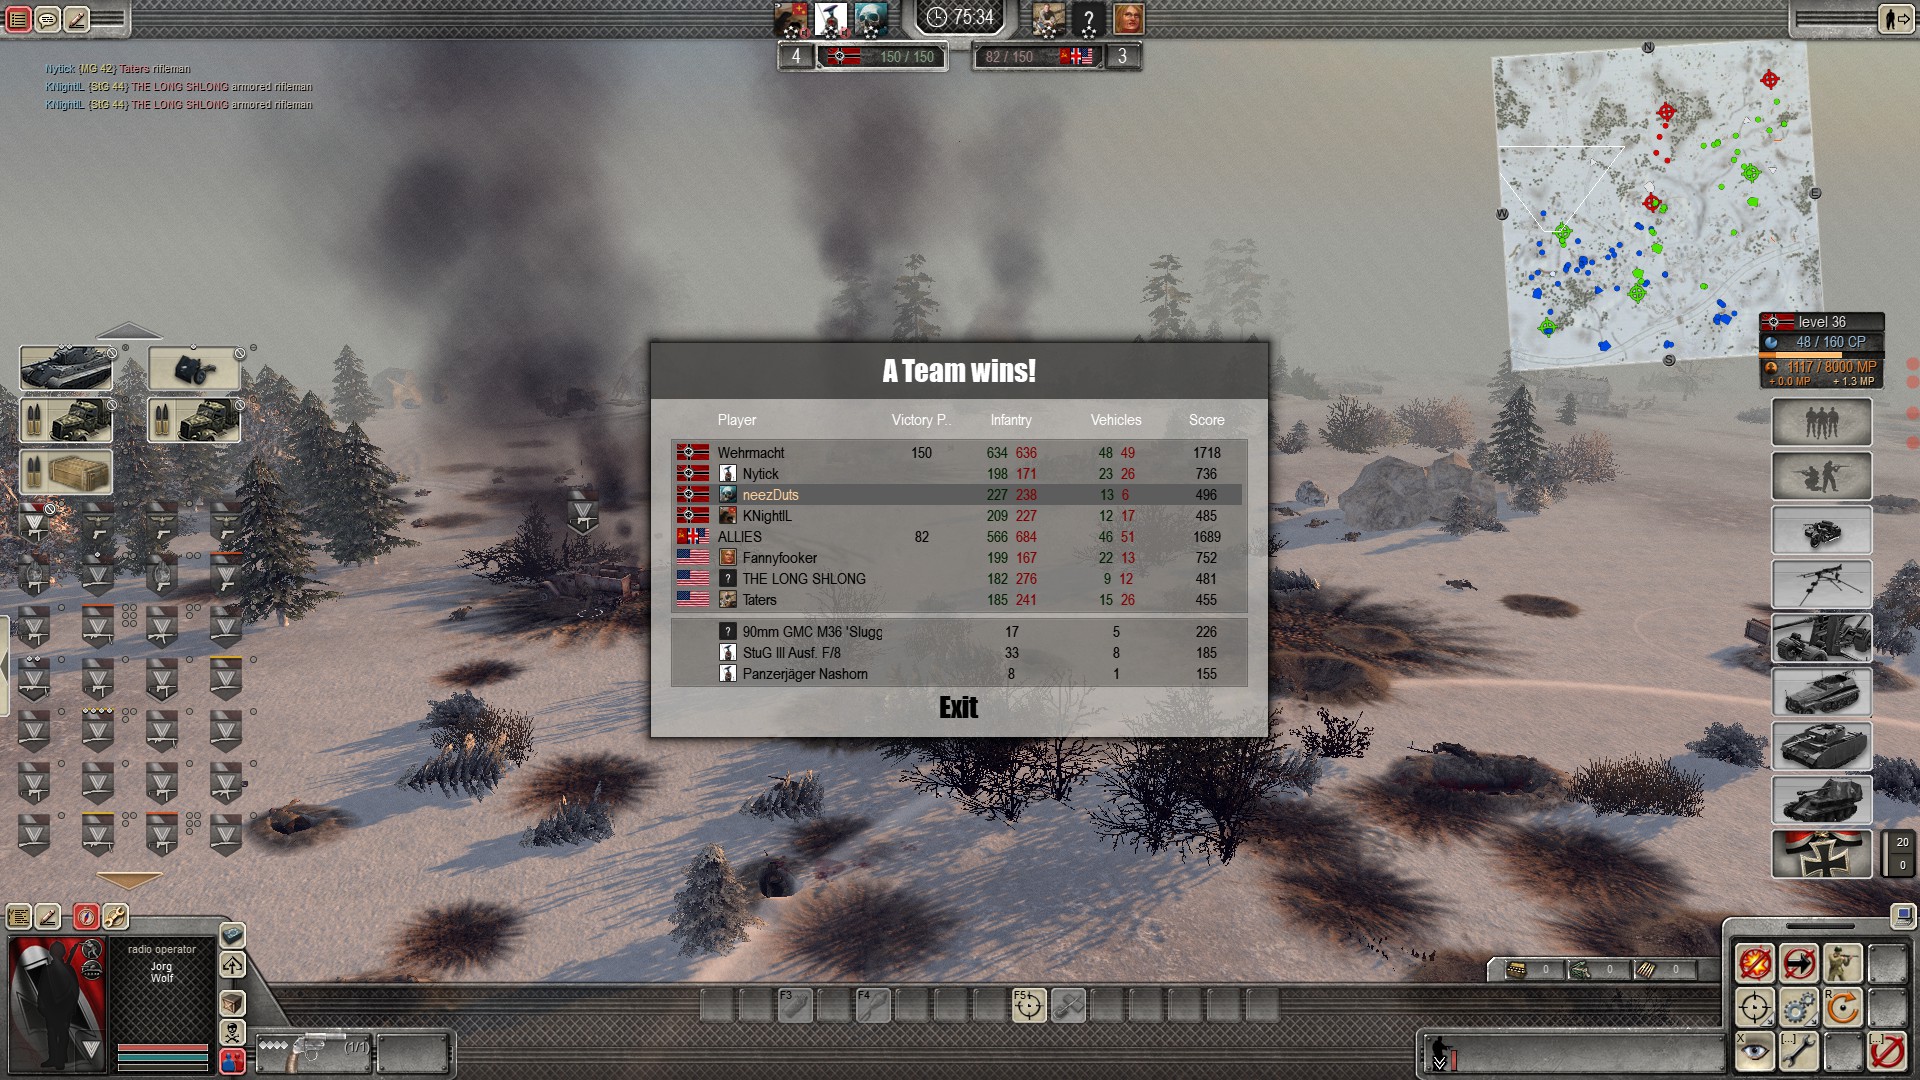 75:34
4 150 / 150 82 / 150 3
Nytick {MG 42} Taters rifleman
KNightlL {StG 44} THE LONG SHLONG armored rifleman
KNightlL {StG 44} THE LONG SHLONG armored rifleman
N
E
W
S
level 36
48 / 160 CP
1117 / 8000 MP
+ 0.0 MP + 1.3 MP
A Team wins!
Player Victory P.. Infantry Vehicles Score
Wehrmacht 150 634 636 48 49 1718
Nytick 198 171 23 26 736
neezDuts 227 238 13 6 496
KNightlL 209 227 12 17 485
ALLIES 82 566 684 46 51 1689
Fannyfooker 199 167 22 13 752
THE LONG SHLONG 182 276 9 12 481
Taters 185 241 15 26 455
90mm GMC M36 'Slugg 17 5 226
StuG III Ausf. F/8 33 8 185
Panzerjäger Nashorn 8 1 155
Exit
20
0
radio operator
Jorg
Wolf
(1/1)
F3
F4
F5
0 0 0
R
X
[...]
[...]